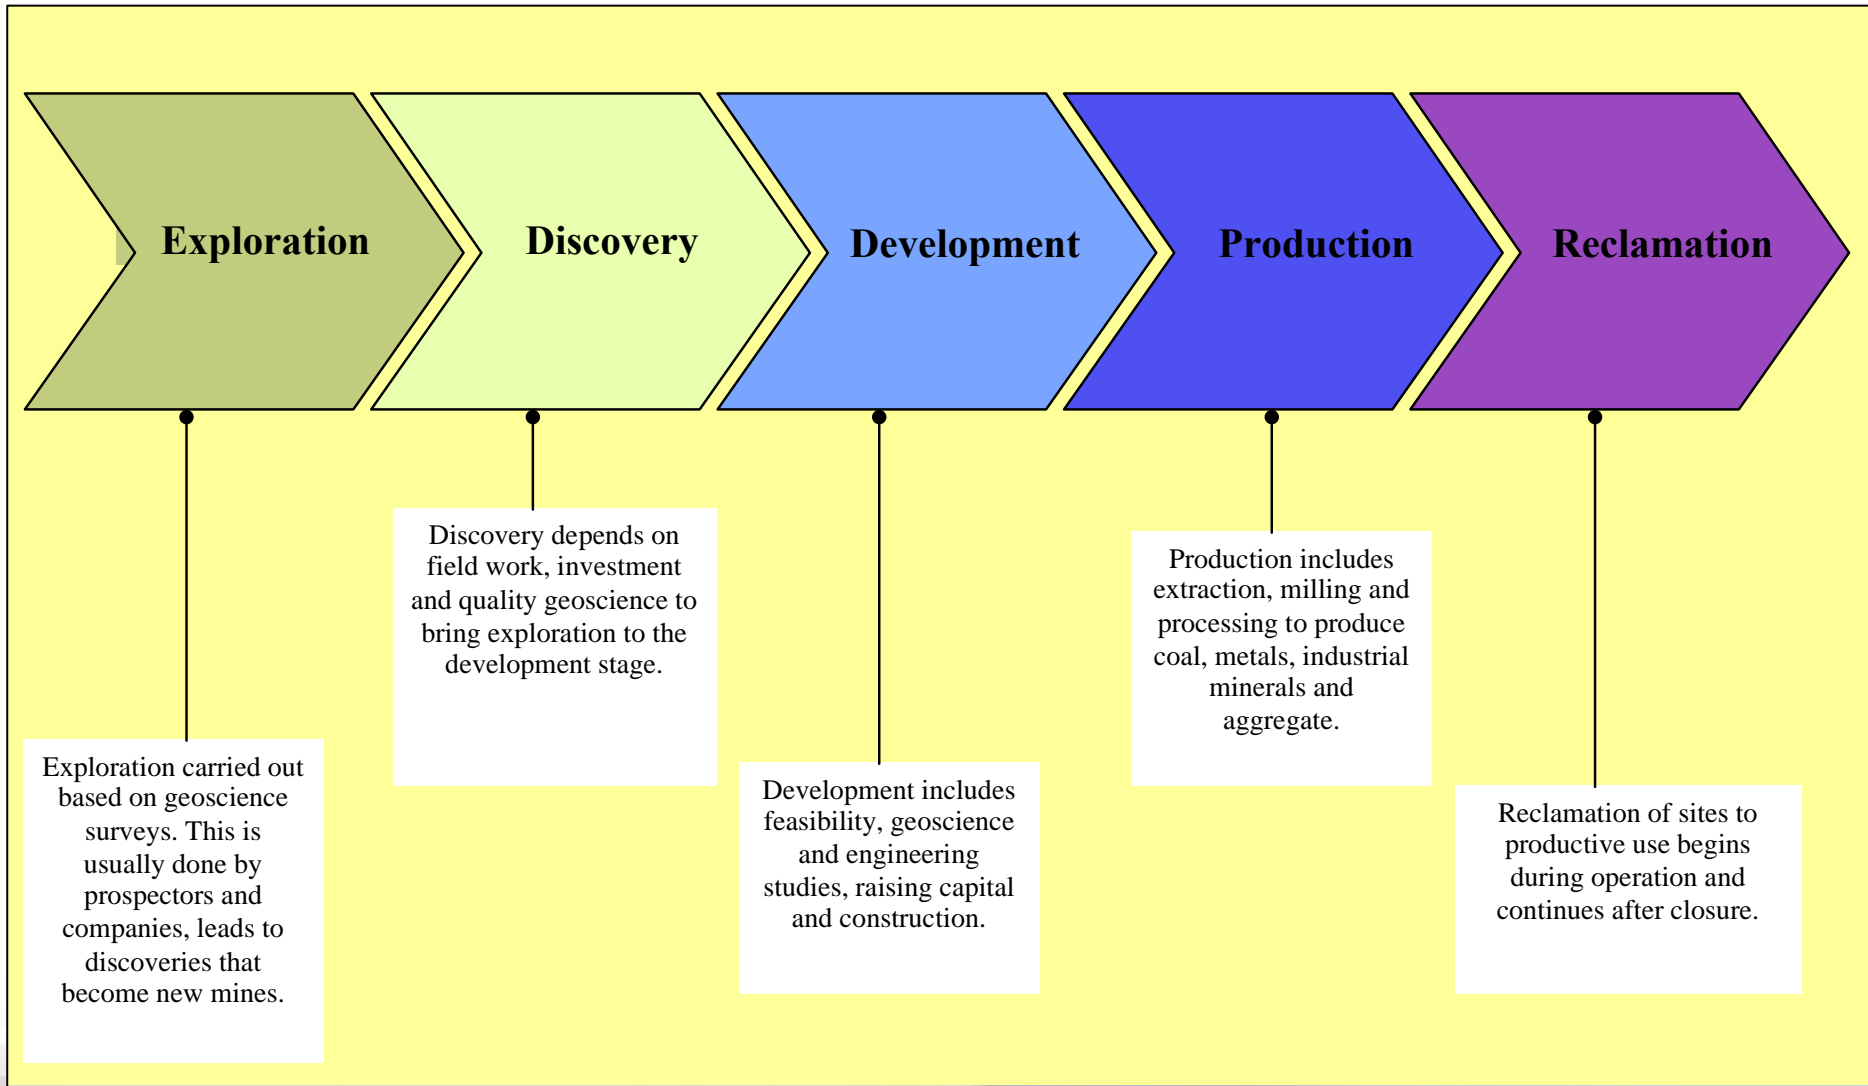 Exploration
Discovery
Development
Production
Reclamation
Exploration carried out
based on geoscience
surveys. This is
usually done by
prospectors and
companies, leads to
discoveries that
become new mines.
Discovery depends on
field work, investment
and quality geoscience to
bring exploration to the
development stage.
Development includes
feasibility, geoscience
and engineering
studies, raising capital
and construction.
Production includes
extraction, milling and
processing to produce
coal, metals, industrial
minerals and
aggregate.
Reclamation of sites to
productive use begins
during operation and
continues after closure.